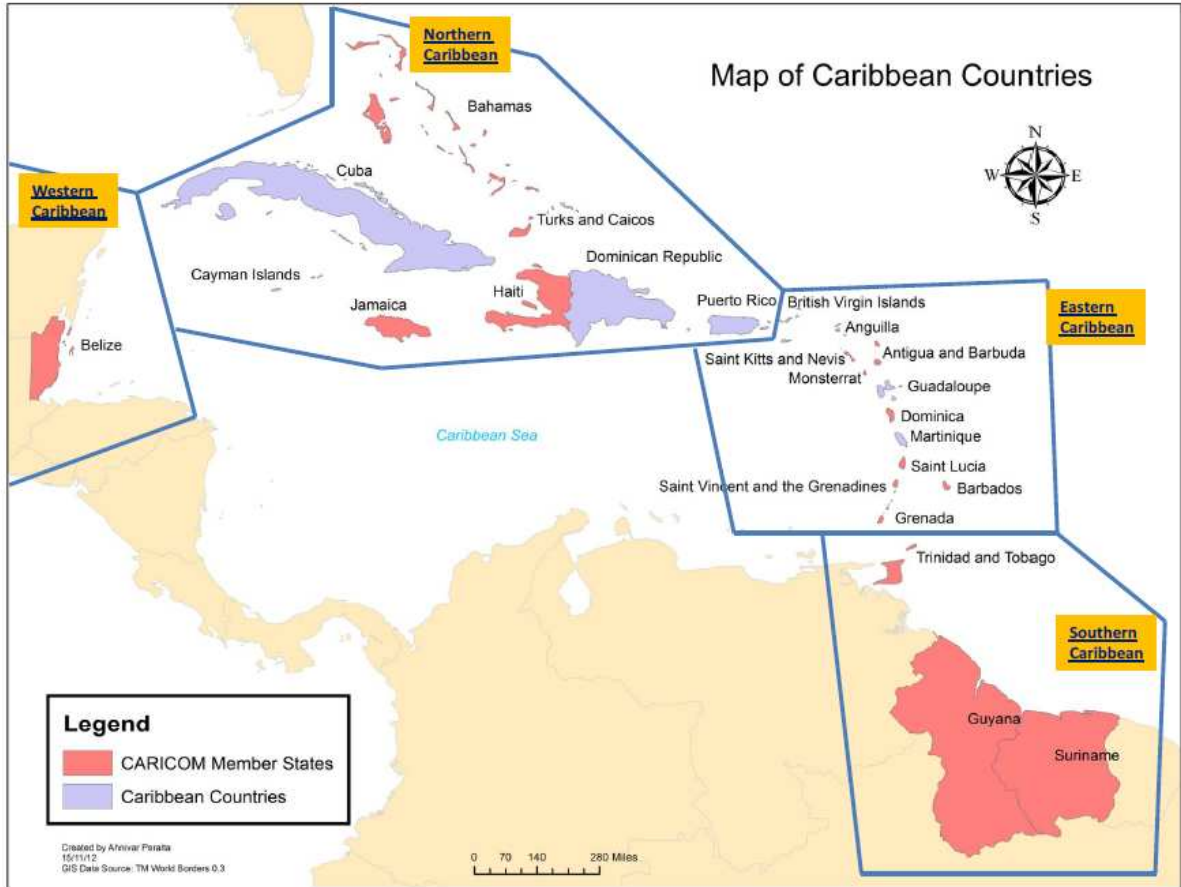 Map of Caribbean Countries
Northern
Caribbean
Bahamas
N
W E
S
Cuba
Western
Caribbean
Turks and Caicos
Dominican Republic
Cayman Islands
Haiti
Jamaica
Puerto Rico
British Virgin Islands
Eastern
Caribbean
Anguilla
Belize
Saint Kitts and Nevis
Antigua and Barbuda
Monsterrat
Guadaloupe
Dominica
Caribbean Sea
Martinique
Saint Lucia
Saint Vincent and the Grenadines
Barbados
Grenada
Trinidad and Tobago
Southern
Caribbean
Guyana
Suriname
Legend
CARICOM Member States
Caribbean Countries
Created by Ahnivar Peralta
15/11/12
GIS Data Source: TM World Borders 0.3
0 70 140 280 Miles